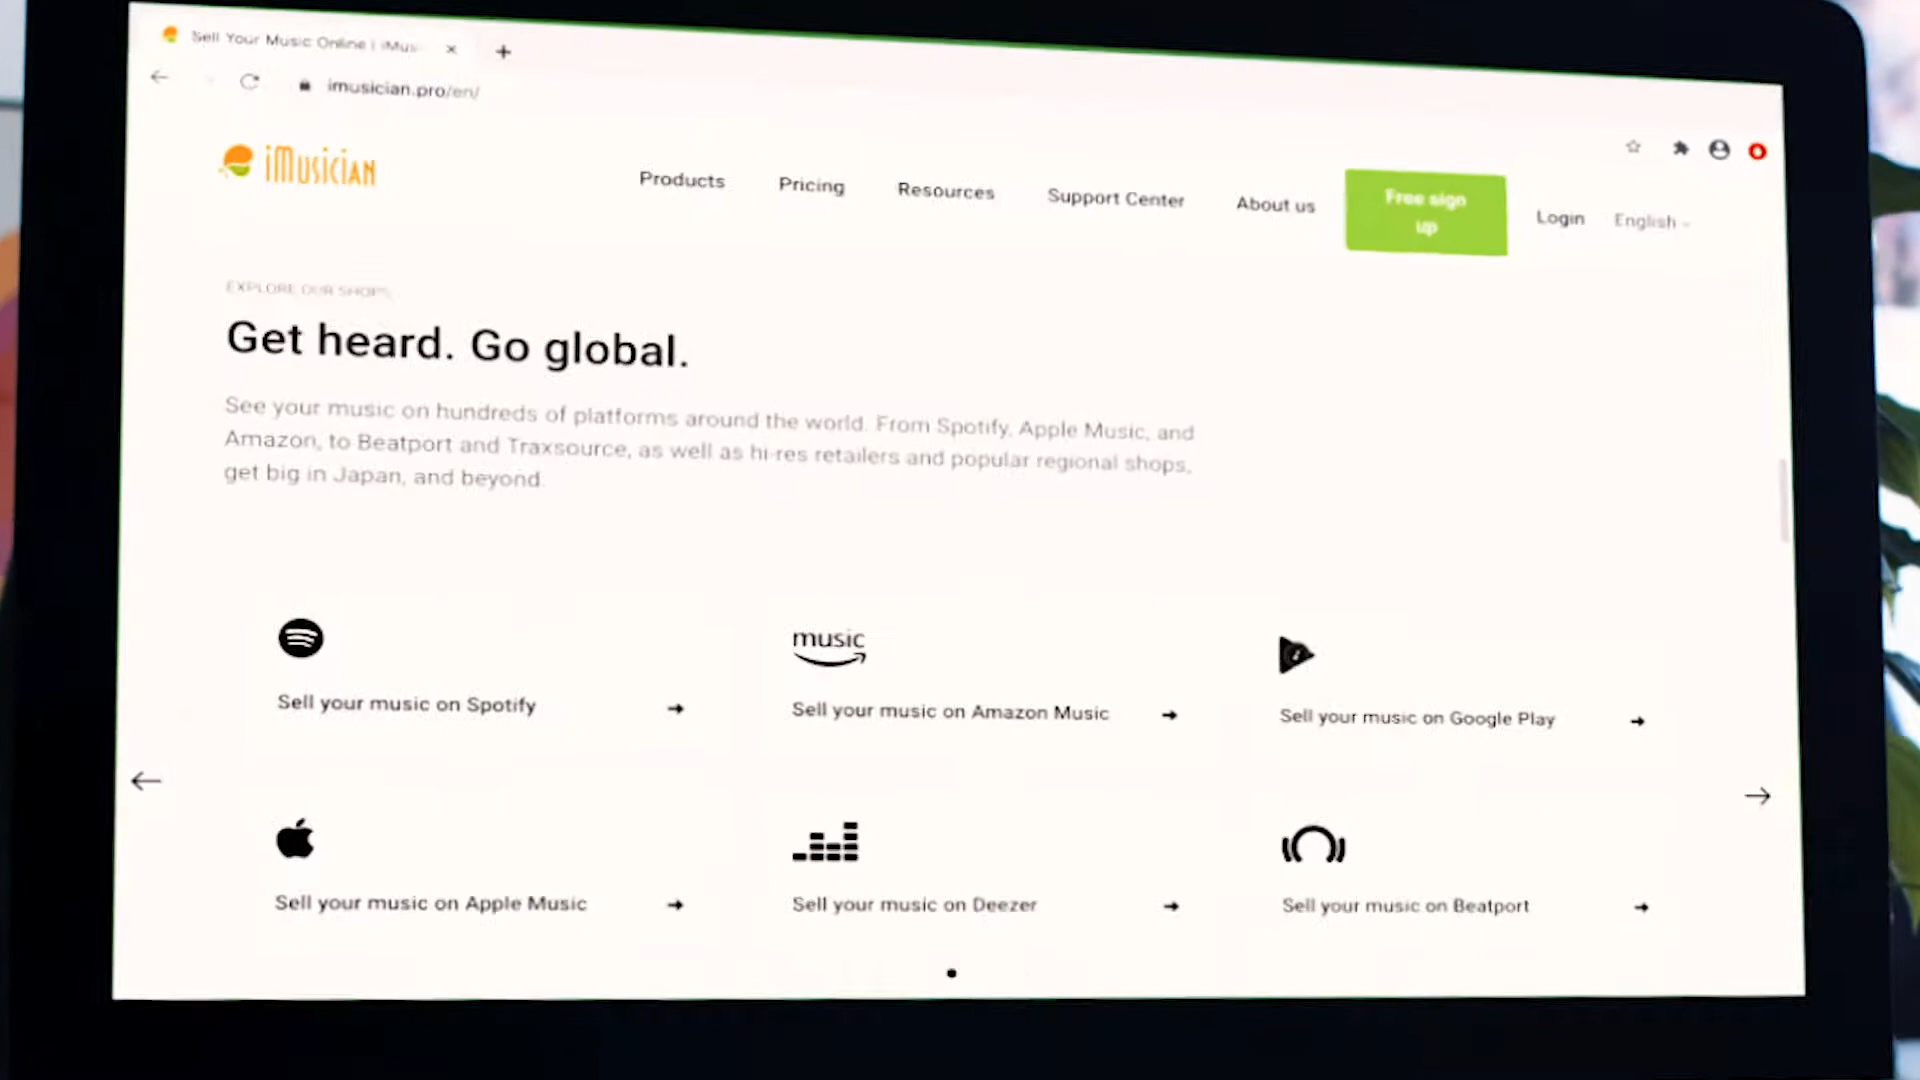 Sell Your Music Online | iMus
imusician.pro/en/
iMusician
Products
Pricing
Resources
Support Center
About us
Free sign
up
Login
English
EXPLORE OUR SHOPS
Get heard. Go global.
See your music on hundreds of platforms around the world. From Spotify, Apple Music, and
Amazon, to Beatport and Traxsource, as well as hi-res retailers and popular regional shops,
get big in Japan, and beyond.
music
Sell your music on Spotify
Sell your music on Amazon Music
Sell your music on Google Play
Sell your music on Apple Music
Sell your music on Deezer
Sell your music on Beatport